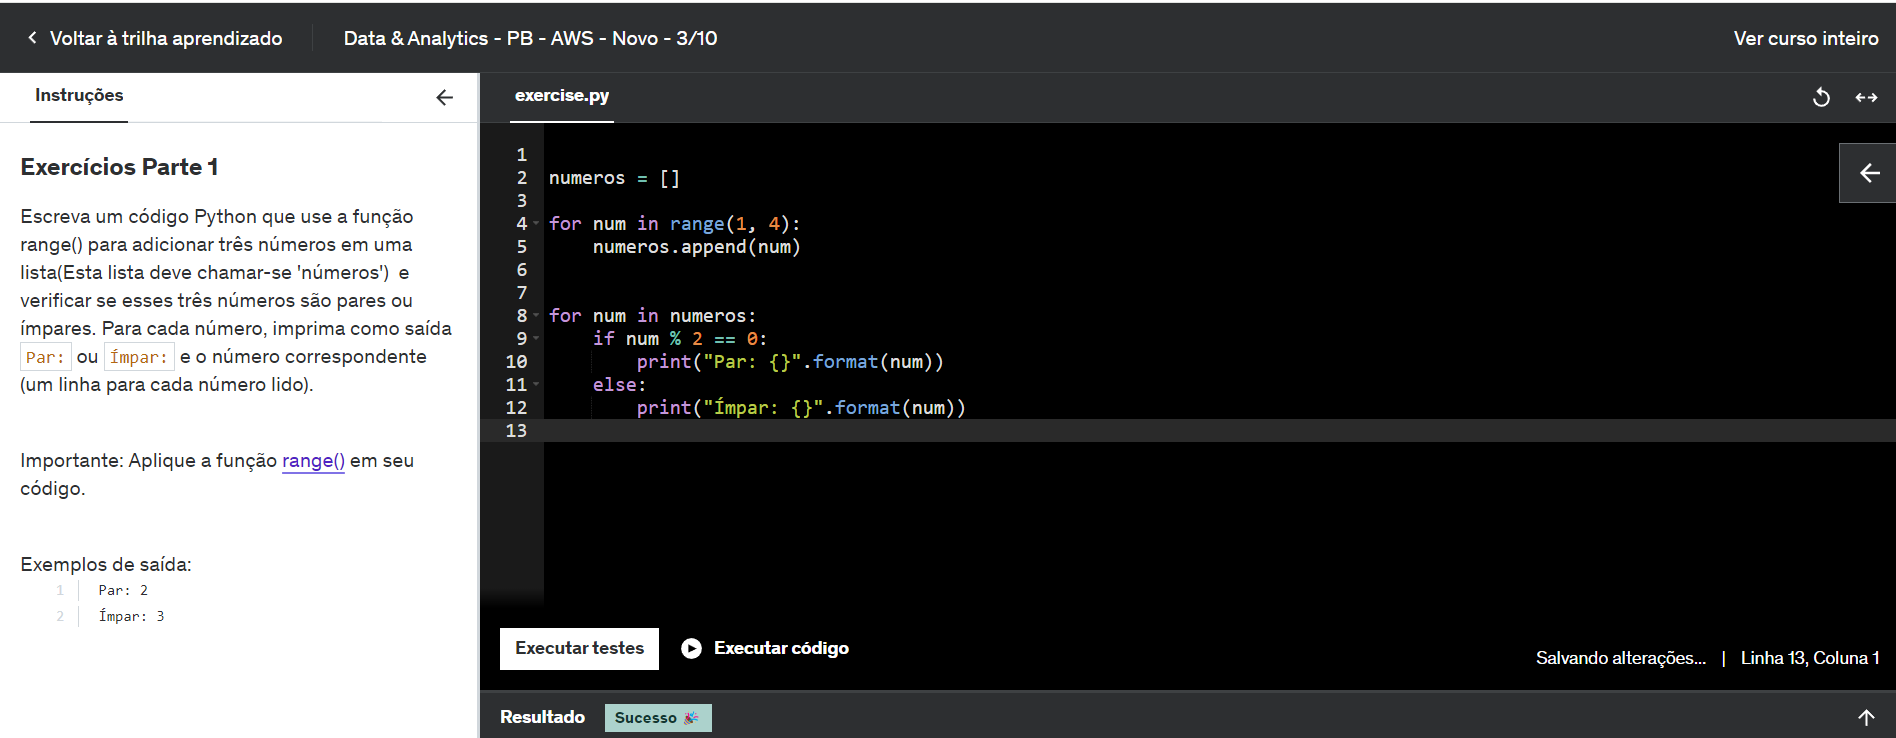 Voltar à trilha aprendizado
Data & Analytics - PB - AWS - Novo - 3/10
Ver curso inteiro
Instruções
Exercícios Parte 1
Escreva um código Python que use a função
range() para adicionar três números em uma
lista(Esta lista deve chamar-se 'números')  e
verificar se esses três números são pares ou
ímpares. Para cada número, imprima como saída
Par: ou Ímpar: e o número correspondente
(um linha para cada número lido).
Importante: Aplique a função range() em seu
código.
Exemplos de saída:
1 Par: 2
2 Ímpar: 3
exercise.py
1
2 numeros = []
3
4 for num in range(1, 4):
5     numeros.append(num)
6
7
8 for num in numeros:
9     if num % 2 == 0:
10         print("Par: {}".format(num))
11     else:
12         print("Ímpar: {}".format(num))
13
Executar testes
Executar código
Salvando alterações... | Linha 13, Coluna 1
Resultado
Sucesso 🎉